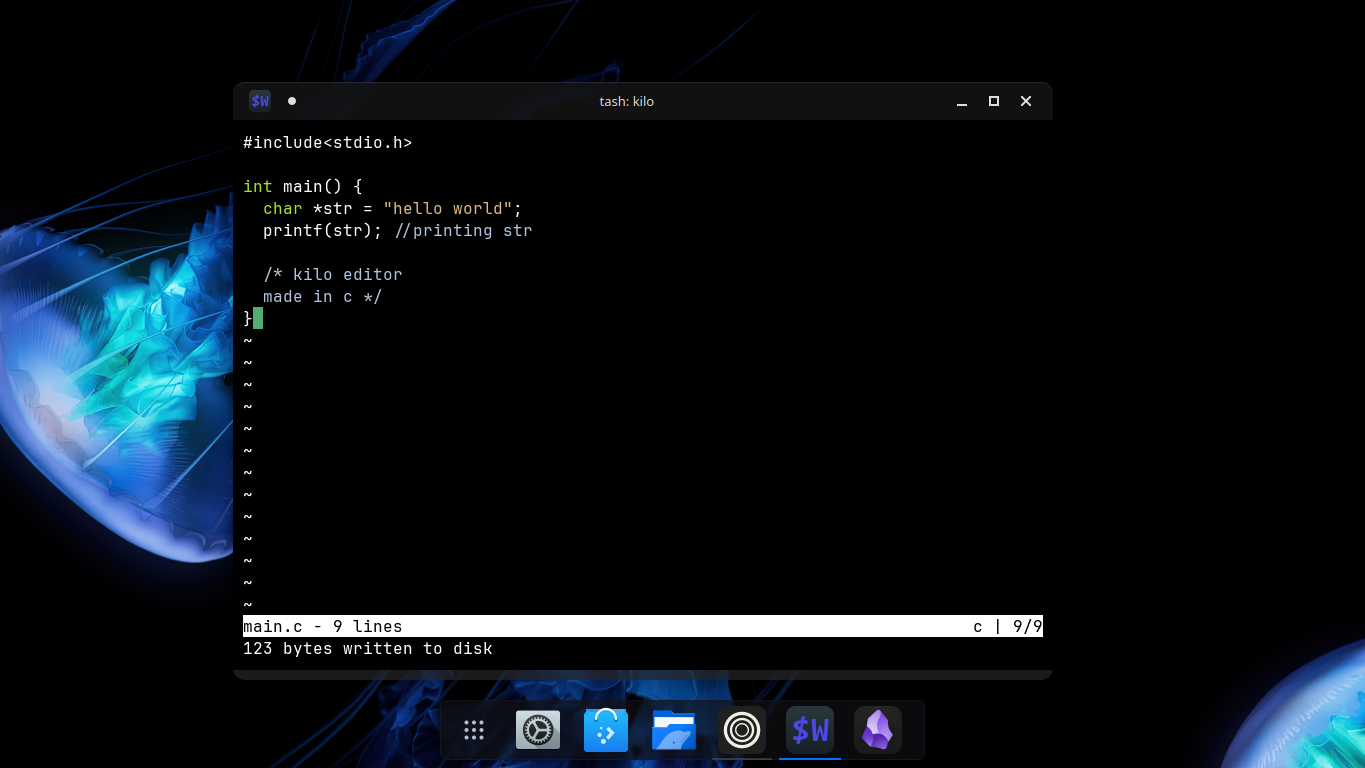 $W
tash: kilo
#include<stdio.h>
int main() {
  char *str = "hello world";
  printf(str); //printing str
  /* kilo editor
  made in c */
}
~
~
~
~
~
~
~
~
~
~
~
~
~
main.c - 9 lines c | 9/9
123 bytes written to disk
$W